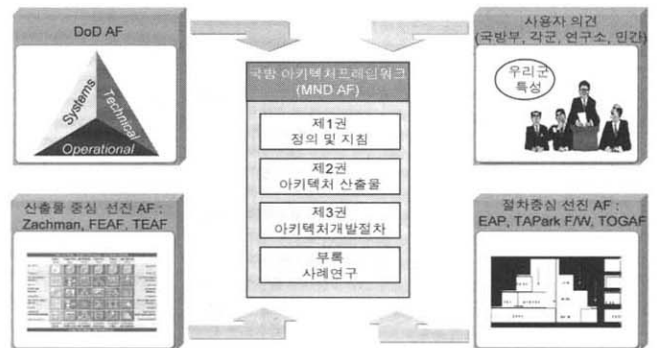 DoD AF
Systems
Technical
Operational
사용자 의견
(국방부, 각군, 연구소, 민간)
우리군
특성
국방 아키텍처프레임워크
(MND AF)
제1권
정의 및 지침
제2권
아키텍처 산출물
제3권
아키텍처개발절차
부록
사례연구
산출물 중심 선진 AF :
Zachman, FEAF, TEAF
절차중심 선진 AF :
EAP, TAPark F/W, TOGAF